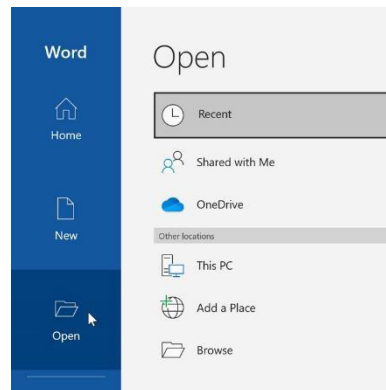 Word
Home
New
Open
Open
Recent
Shared with Me
OneDrive
Other locations
This PC
Add a Place
Browse